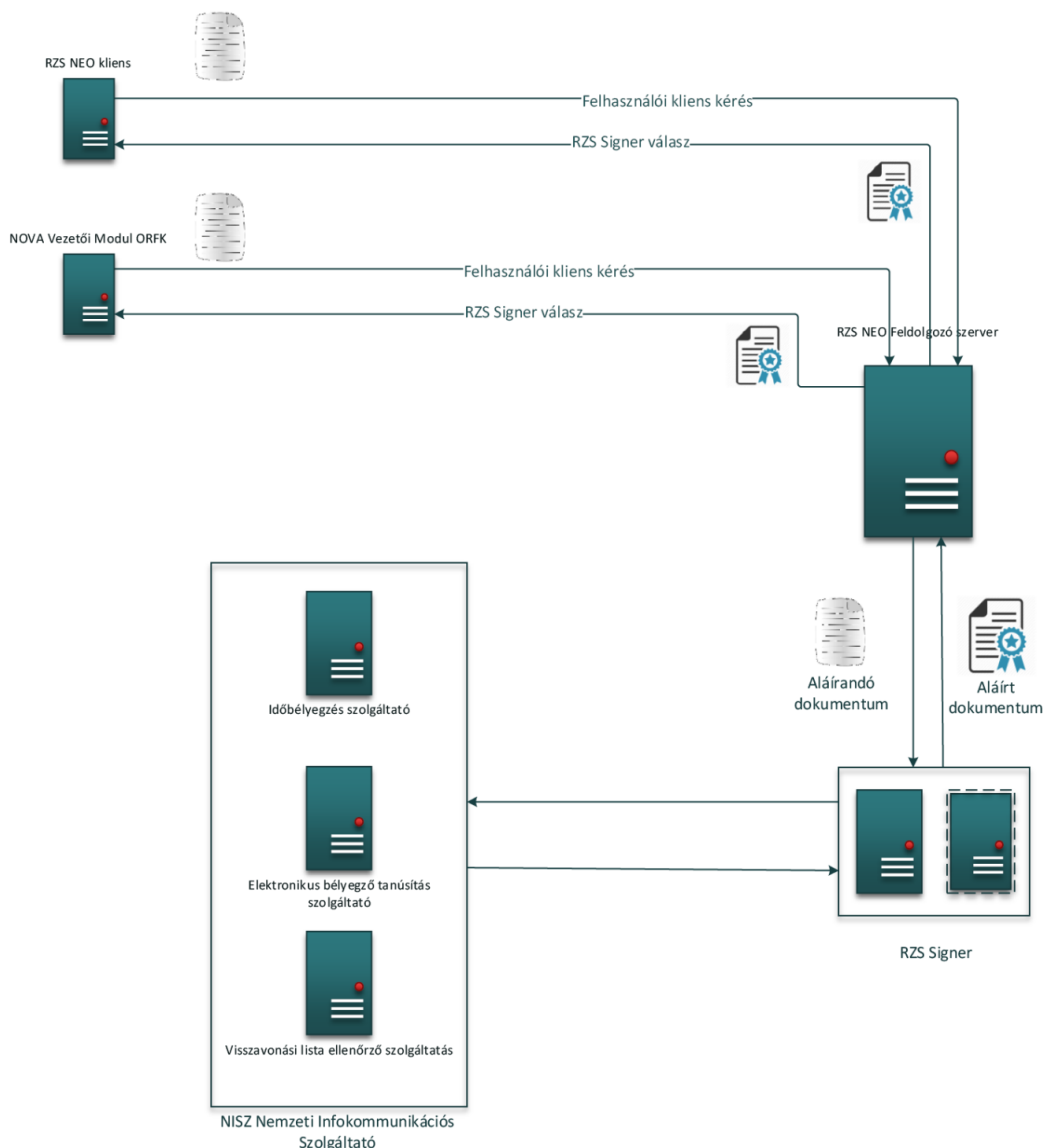 RZS NEO kliens
Felhasználói kliens kérés
RZS Signer válasz
NOVA Vezetői Modul ORFK
Felhasználói kliens kérés
RZS Signer válasz
RZS NEO Feldolgozó szerver
Aláírandó
dokumentum
Aláírt
dokumentum
Időbélyegzés szolgáltató
Elektronikus bélyegző tanúsítás
szolgáltató
Visszavonási lista ellenőrző szolgáltatás
RZS Signer
NISZ Nemzeti Infokommunikációs
Szolgáltató